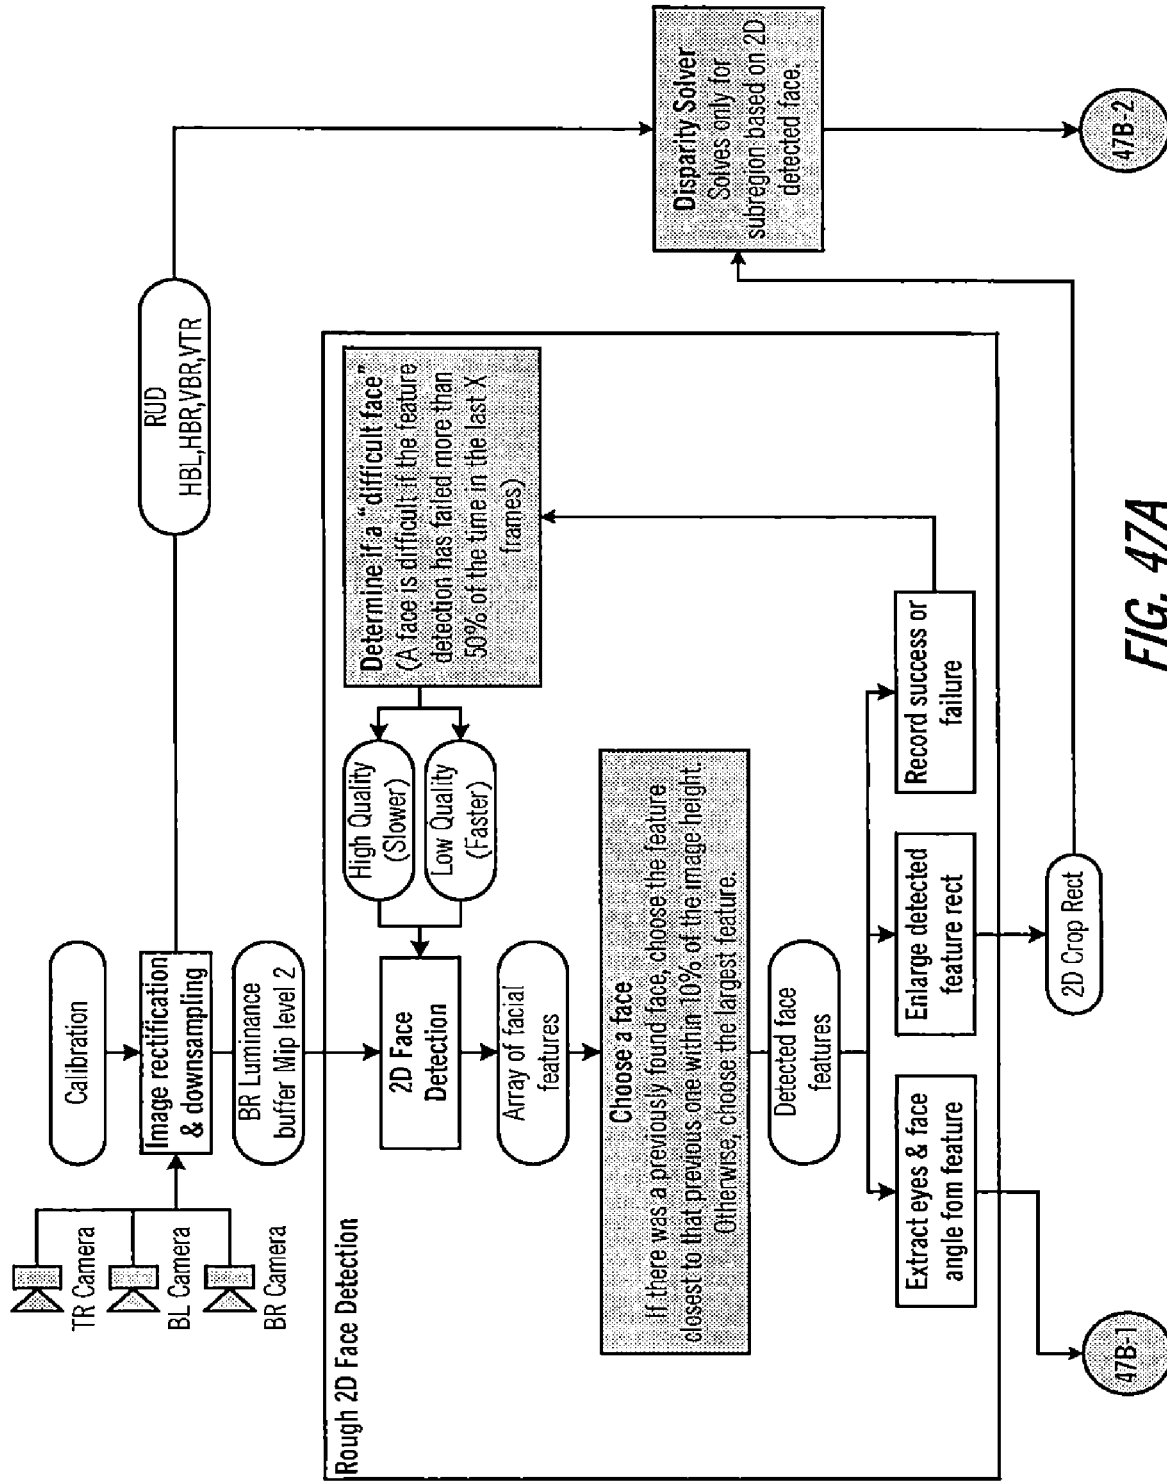 TR Camera
BL Camera
BR Camera
Calibration
Image rectification
& downsampling
BR Luminance
buffer Mip level 2
RUD
HBL,HBR,VBR,VTR
Rough 2D Face Detection
2D Face
Detection
High Quality
(Slower)
Low Quality
(Faster)
Determine if a "difficult face"
(A face is difficult if the feature
detection has failed more than
50% of the time in the last X
frames)
Array of facial
features
Choose a face
If there was a previously found face, choose the feature
closest to that previous one within 10% of the image height.
Otherwise, choose the largest feature.
Detected face
features
Extract eyes & face
angle fom feature
Enlarge detected
feature rect
Record success or
failure
2D Crop Rect
Disparity Solver
Solves only for
subregion based on 2D
detected face.
47B-1
47B-2
FIG. 47A